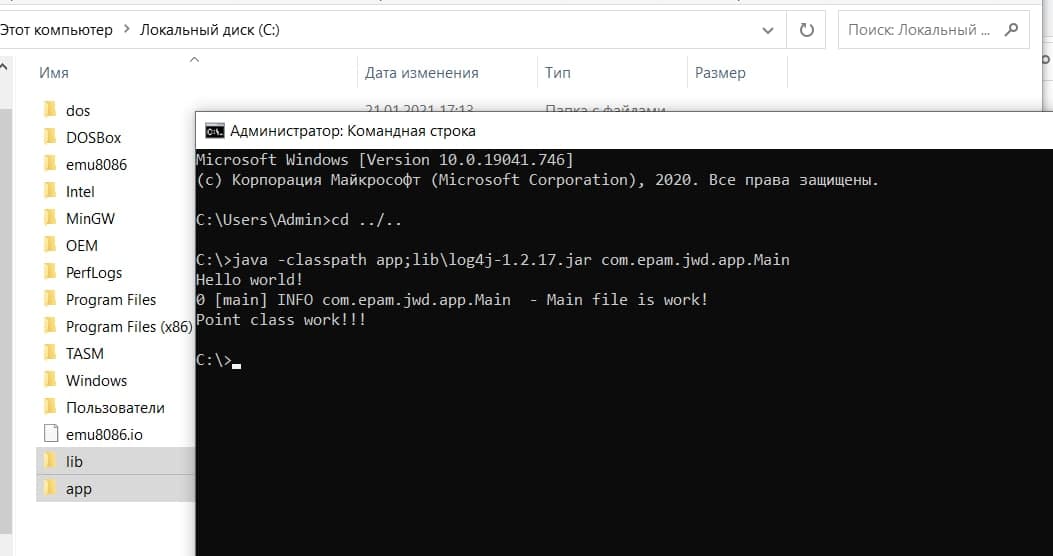 Этот компьютер > Локальный диск (C:)
Поиск: Локальный ...
Имя
Дата изменения
Тип
Размер
dos
21.01.2021 17:13
Папка с файлами
DOSBox
emu8086
Intel
MinGW
OEM
PerfLogs
Program Files
Program Files (x86)
TASM
Windows
Пользователи
emu8086.io
lib
app
Администратор: Командная строка
Microsoft Windows [Version 10.0.19041.746]
(c) Корпорация Майкрософт (Microsoft Corporation), 2020. Все права защищены.
C:\Users\Admin>cd ../..
C:\>java -classpath app;lib\log4j-1.2.17.jar com.epam.jwd.app.Main
Hello world!
0 [main] INFO com.epam.jwd.app.Main  - Main file is work!
Point class work!!!
C:\>